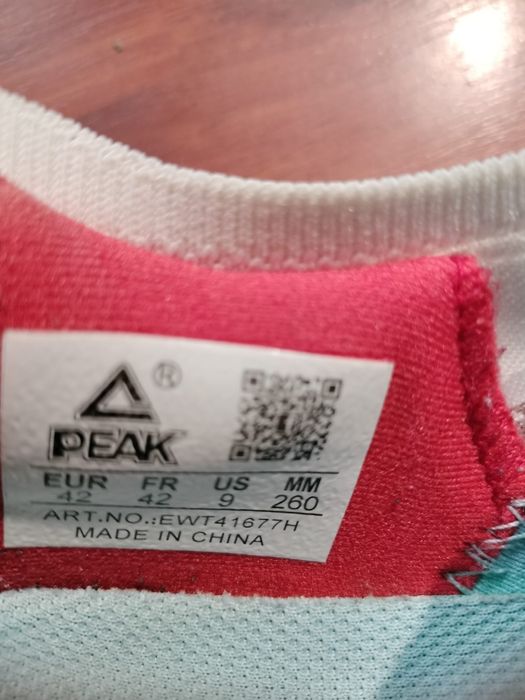 ®
PEAK
EUR FR US MM
42 42 9 260
ART.NO.:EWT41677H
MADE IN CHINA